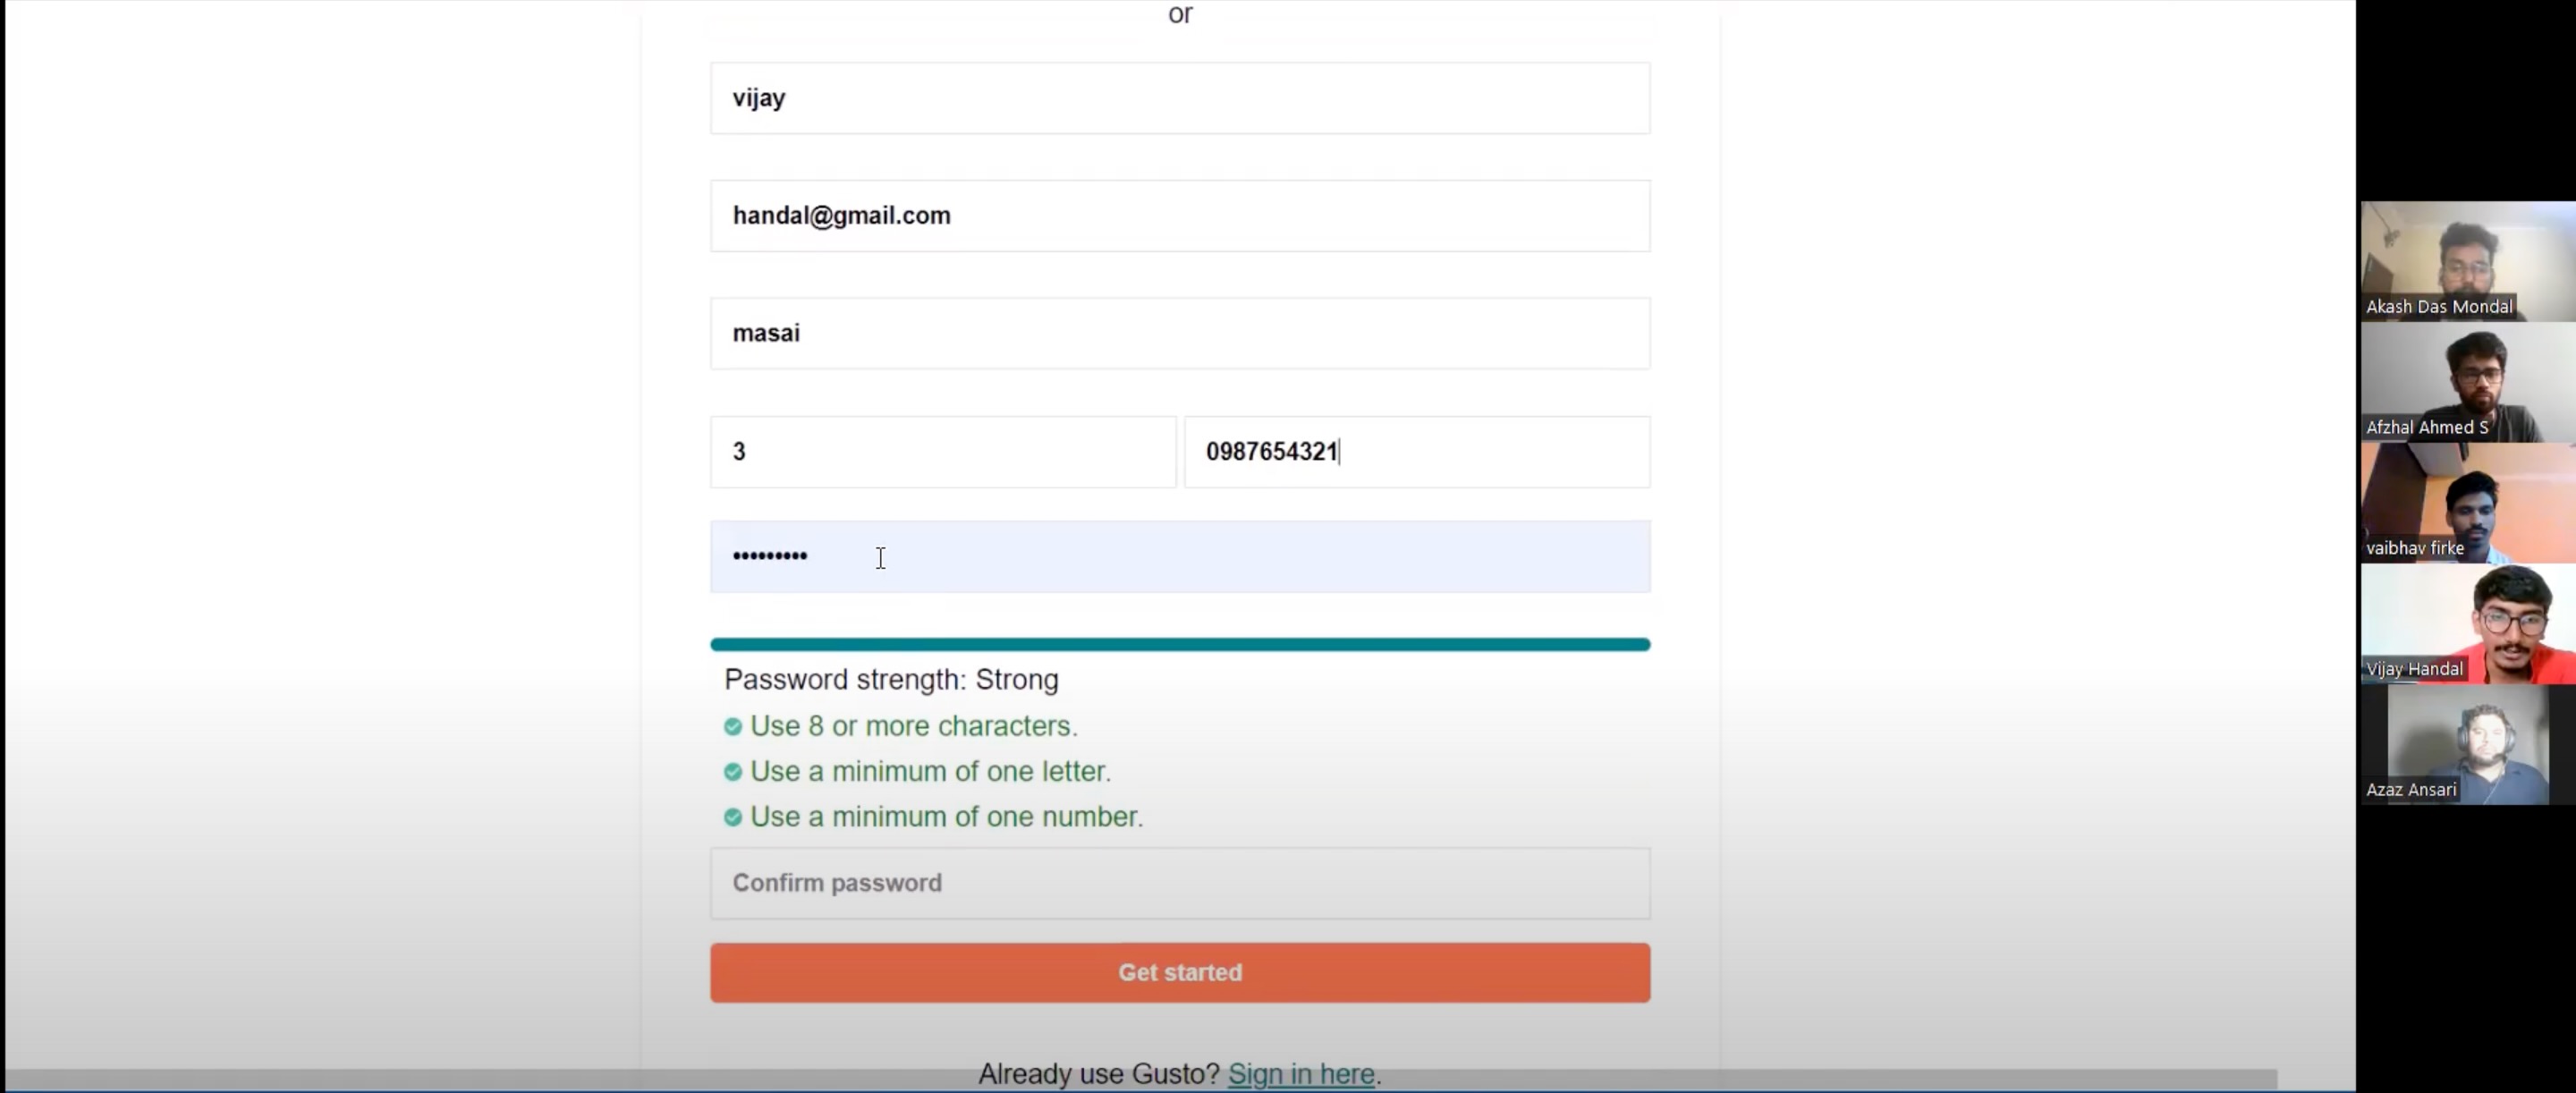 or
vijay
handal@gmail.com
masai
3 0987654321
•••••••••
Password strength: Strong
Use 8 or more characters.
Use a minimum of one letter.
Use a minimum of one number.
Confirm password
Get started
Already use Gusto? Sign in here.
Akash Das Mondal
Afzhal Ahmed S
vaibhav firke
Vijay Handal
Azaz Ansari